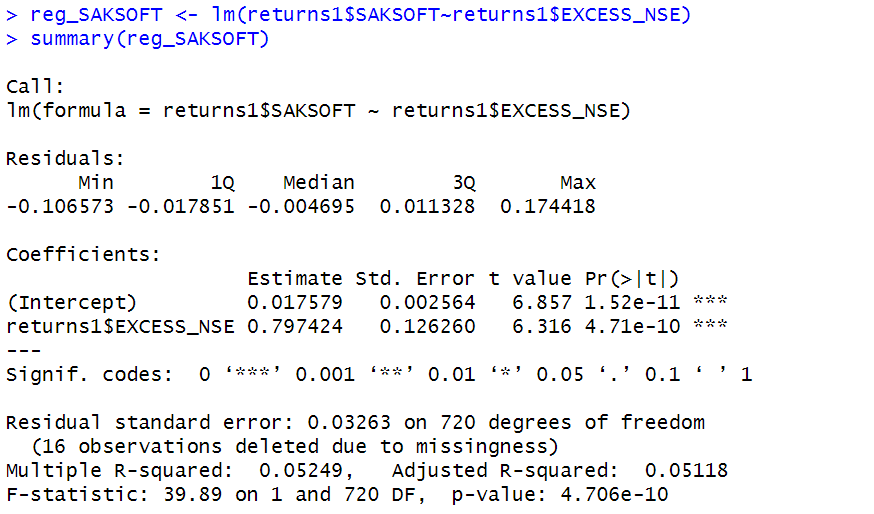 > reg_SAKSOFT <- lm(returns1$SAKSOFT~returns1$EXCESS_NSE)
> summary(reg_SAKSOFT)

Call:
lm(formula = returns1$SAKSOFT ~ returns1$EXCESS_NSE)

Residuals:
      Min        1Q    Median        3Q       Max
-0.106573 -0.017851 -0.004695  0.011328  0.174418

Coefficients:
                    Estimate Std. Error t value Pr(>|t|)
(Intercept)         0.017579   0.002564   6.857 1.52e-11 ***
returns1$EXCESS_NSE 0.797424   0.126260   6.316 4.71e-10 ***
---
Signif. codes:  0 ‘***’ 0.001 ‘**’ 0.01 ‘*’ 0.05 ‘.’ 0.1 ‘ ’ 1

Residual standard error: 0.03263 on 720 degrees of freedom
  (16 observations deleted due to missingness)
Multiple R-squared:  0.05249,   Adjusted R-squared:  0.05118
F-statistic: 39.89 on 1 and 720 DF,  p-value: 4.706e-10